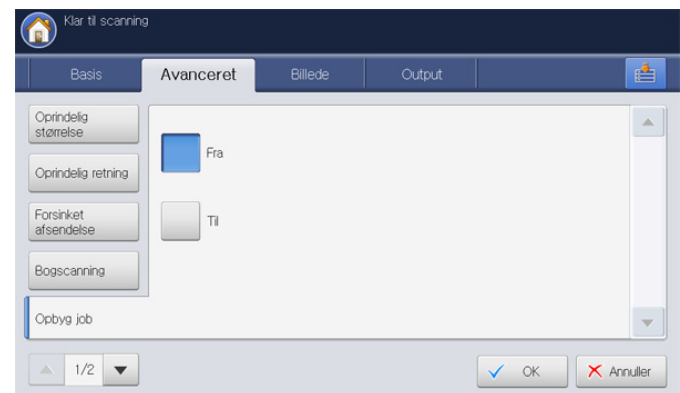 Klar til scanning
Basis
Avanceret
Billede
Output
Oprindelig
størrelse
Oprindelig retning
Forsinket
afsendelse
Bogscanning
Opbyg job
Fra
Til
1/2
OK
Annuller